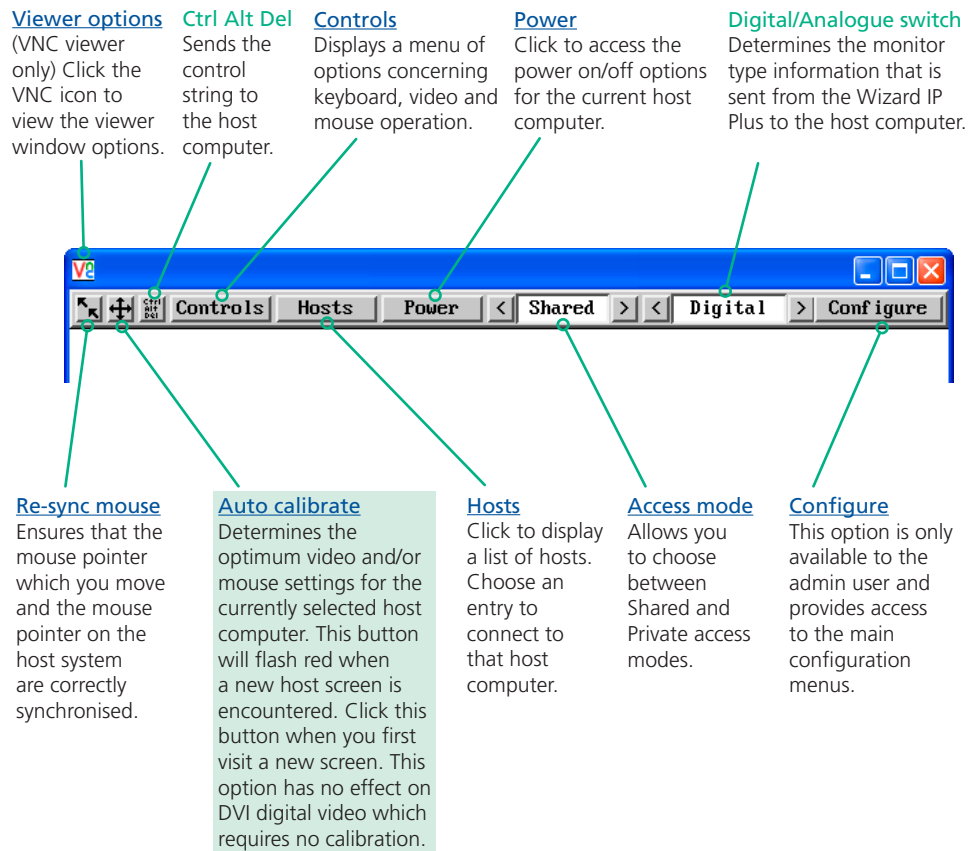 Viewer options
(VNC viewer
only) Click the
VNC icon to
view the viewer
window options.
Ctrl Alt Del
Sends the
control
string to
the host
computer.
Controls
Displays a menu of
options concerning
keyboard, video and
mouse operation.
Power
Click to access the
power on/off options
for the current host
computer.
Digital/Analogue switch
Determines the monitor
type information that is
sent from the Wizard IP
Plus to the host computer.
Ctrl
Alt
Del
Controls Hosts Power < Shared > < Digital > Configure
Re-sync mouse
Ensures that the
mouse pointer
which you move
and the mouse
pointer on the
host system
are correctly
synchronised.
Auto calibrate
Determines the
optimum video and/or
mouse settings for the
currently selected host
computer. This button
will flash red when
a new host screen is
encountered. Click this
button when you first
visit a new screen. This
option has no effect on
DVI digital video which
requires no calibration.
Hosts
Click to display
a list of hosts.
Choose an
entry to
connect to
that host
computer.
Access mode
Allows you
to choose
between
Shared and
Private access
modes.
Configure
This option is only
available to the
admin user and
provides access
to the main
configuration
menus.